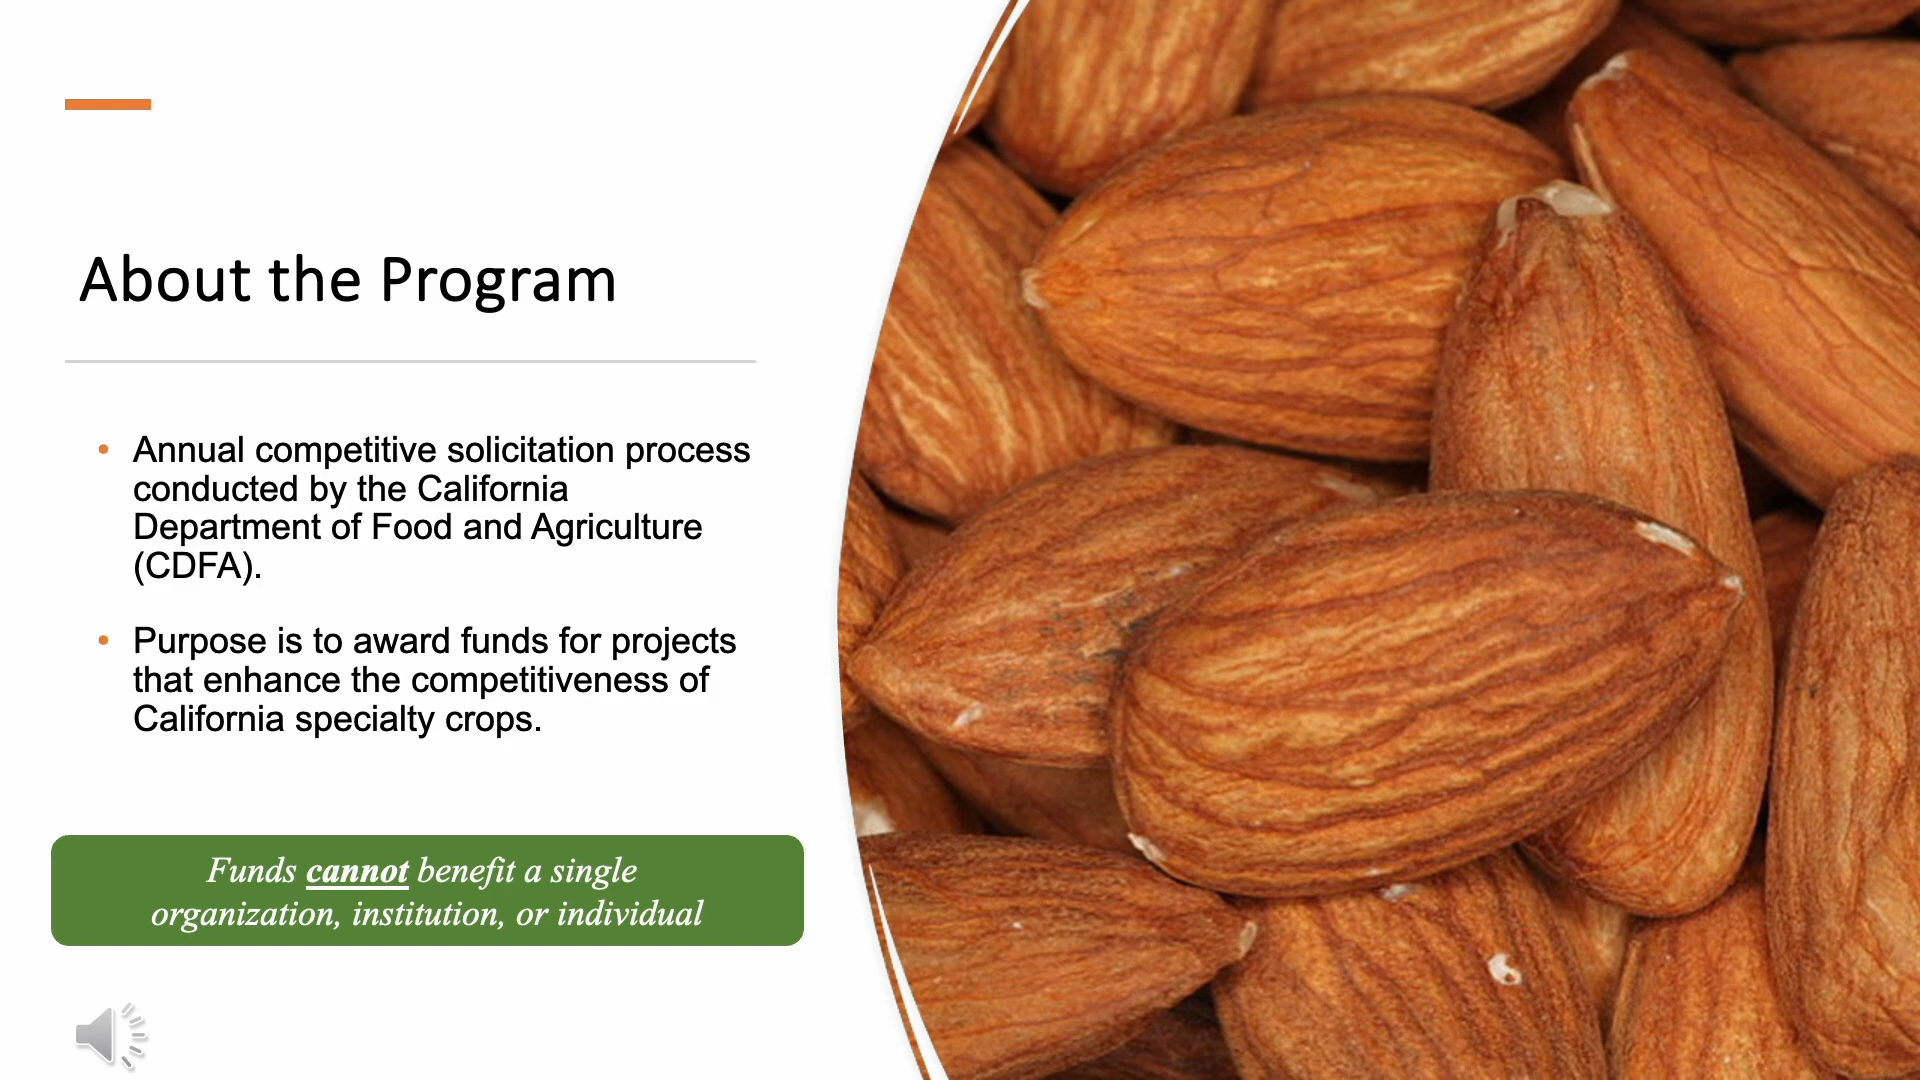 About the Program
• Annual competitive solicitation process
conducted by the California
Department of Food and Agriculture
(CDFA).
• Purpose is to award funds for projects
that enhance the competitiveness of
California specialty crops.
Funds cannot benefit a single
organization, institution, or individual